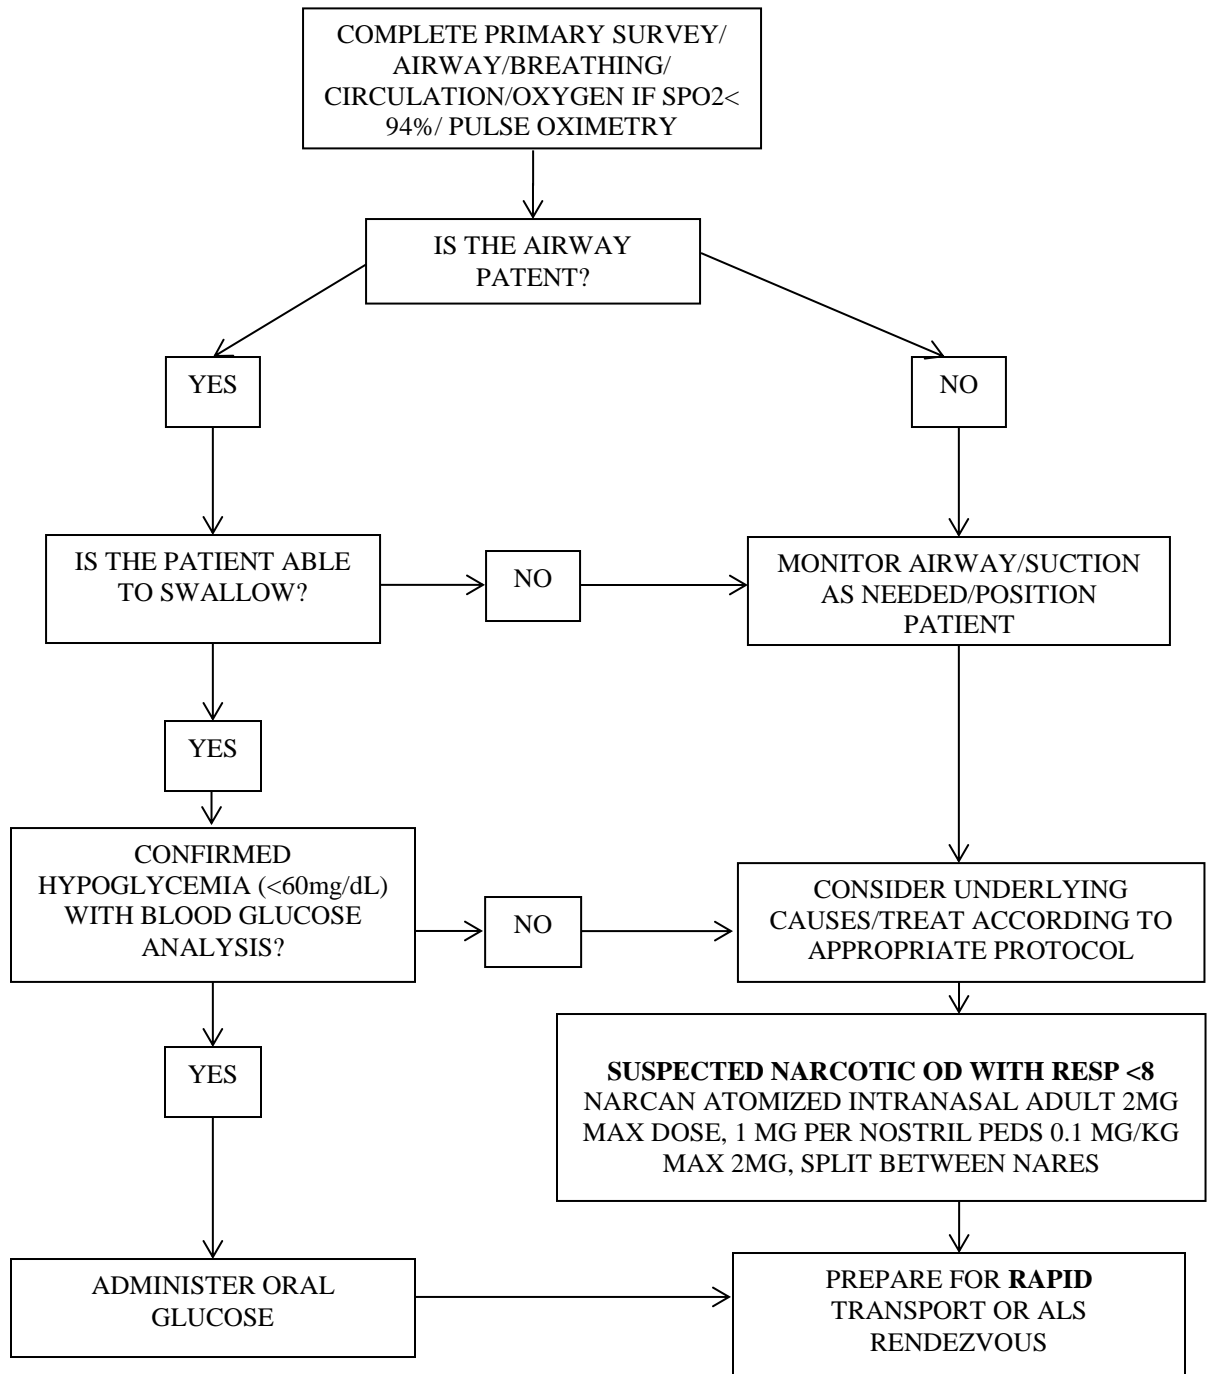 COMPLETE PRIMARY SURVEY/
AIRWAY/BREATHING/
CIRCULATION/OXYGEN IF SPO2<
94%/ PULSE OXIMETRY
IS THE AIRWAY
PATENT?
YES
NO
IS THE PATIENT ABLE
TO SWALLOW?
NO
MONITOR AIRWAY/SUCTION
AS NEEDED/POSITION
PATIENT
YES
CONFIRMED
HYPOGLYCEMIA (<60mg/dL)
WITH BLOOD GLUCOSE
ANALYSIS?
NO
CONSIDER UNDERLYING
CAUSES/TREAT ACCORDING TO
APPROPRIATE PROTOCOL
YES
SUSPECTED NARCOTIC OD WITH RESP <8
NARCAN ATOMIZED INTRANASAL ADULT 2MG
MAX DOSE, 1 MG PER NOSTRIL PEDS 0.1 MG/KG
MAX 2MG, SPLIT BETWEEN NARES
ADMINISTER ORAL
GLUCOSE
PREPARE FOR RAPID
TRANSPORT OR ALS
RENDEZVOUS